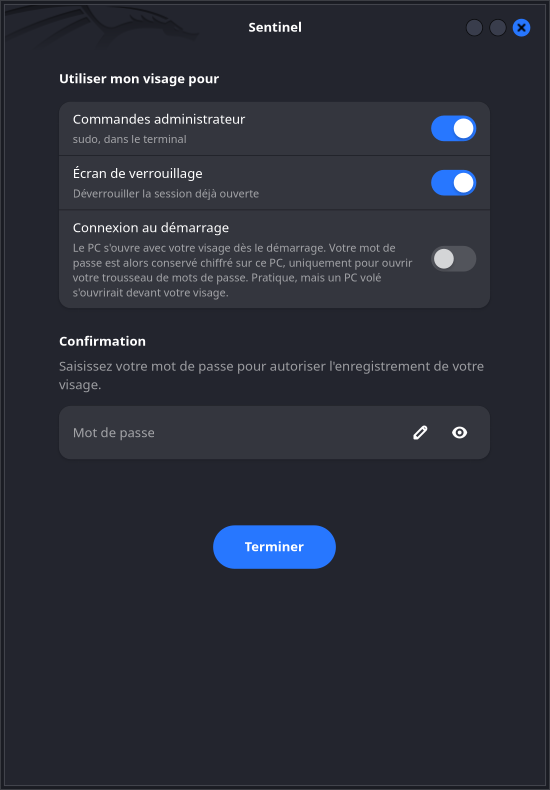 Sentinel
Utiliser mon visage pour
Commandes administrateur
sudo, dans le terminal
Écran de verrouillage
Déverrouiller la session déjà ouverte
Connexion au démarrage
Le PC s'ouvre avec votre visage dès le démarrage. Votre mot de
passe est alors conservé chiffré sur ce PC, uniquement pour ouvrir
votre trousseau de mots de passe. Pratique, mais un PC volé
s'ouvrirait devant votre visage.
Confirmation
Saisissez votre mot de passe pour autoriser l'enregistrement de votre
visage.
Mot de passe
Terminer